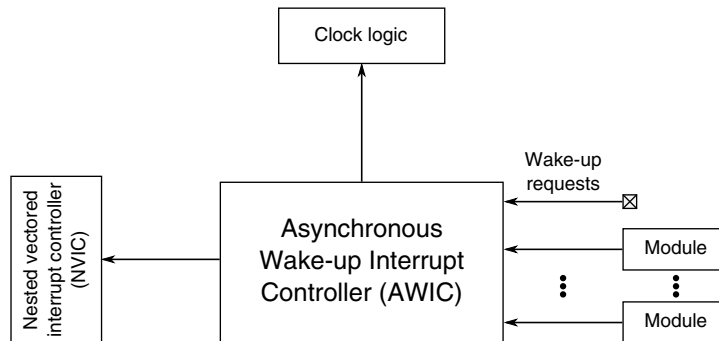 Clock logic
Wake-up
requests
Nested vectored
interrupt controller
(NVIC)
Asynchronous
Wake-up Interrupt
Controller (AWIC)
Module
Module